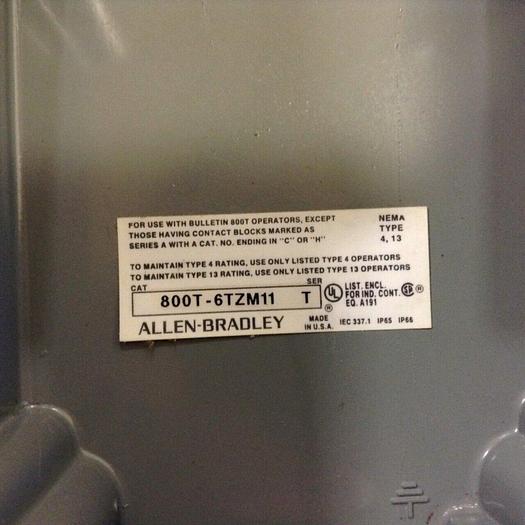 FOR USE WITH BULLETIN 800T OPERATORS, EXCEPT
THOSE HAVING CONTACT BLOCKS MARKED AS
SERIES A WITH A CAT. NO. ENDING IN "C" OR "H"
NEMA
TYPE
4, 13
TO MAINTAIN TYPE 4 RATING, USE ONLY LISTED TYPE 4 OPERATORS
TO MAINTAIN TYPE 13 RATING, USE ONLY LISTED TYPE 13 OPERATORS
CAT SER
800T-6TZM11 T
UL ®
LIST. ENCL.
FOR IND. CONT.
EQ. A191
SA ®
ALLEN-BRADLEY
MADE
IN U.S.A.
IEC 337.1 IP65 IP66